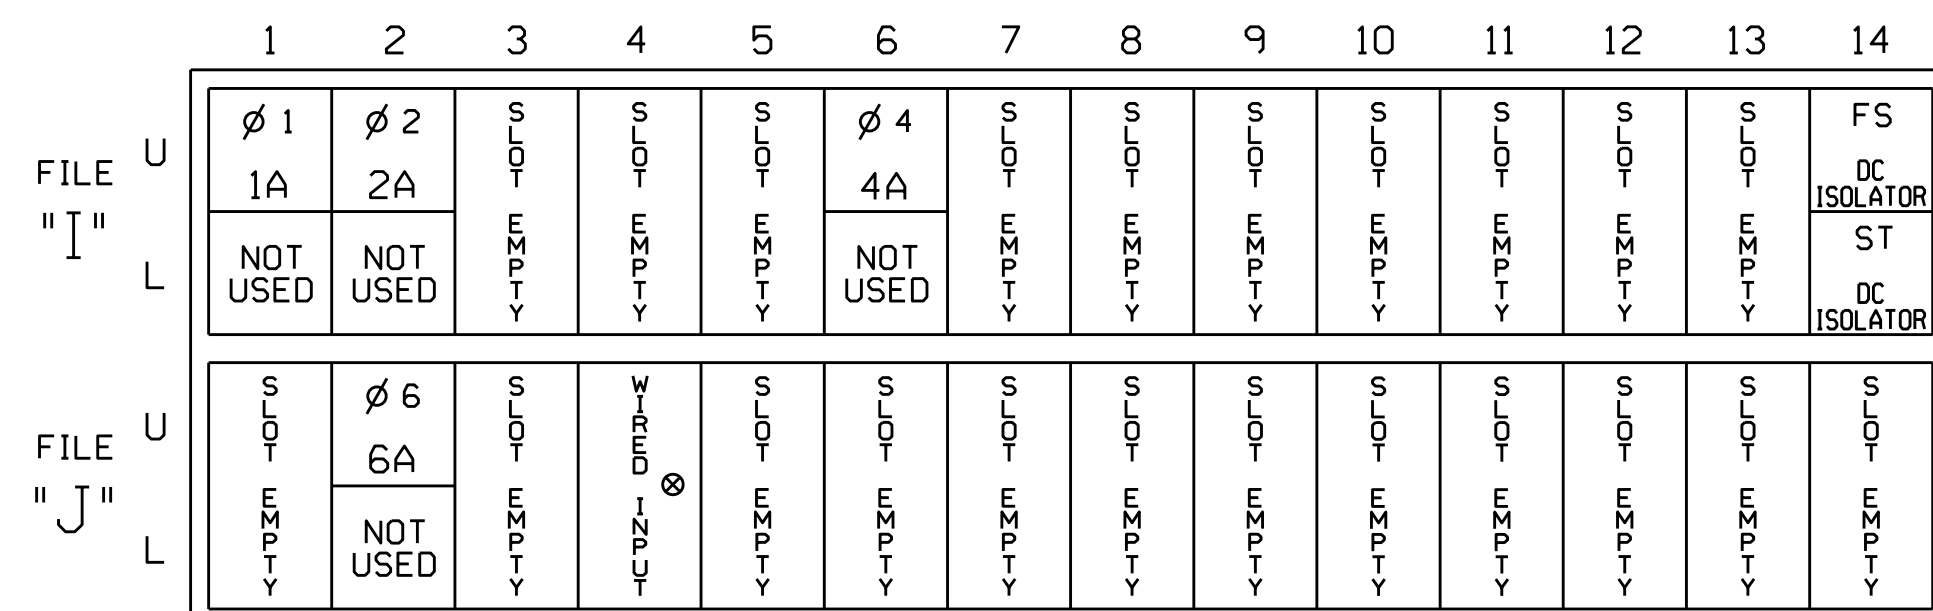 1 2 3 4 5 6 7 8 9 10 11 12 13 14
FILE "I"
U
L
Ø 1
1A
NOT USED
Ø 2
2A
NOT USED
SLOT EMPTY
SLOT EMPTY
SLOT EMPTY
Ø 4
4A
NOT USED
SLOT EMPTY
SLOT EMPTY
SLOT EMPTY
SLOT EMPTY
SLOT EMPTY
SLOT EMPTY
SLOT EMPTY
FS
DC ISOLATOR
ST
DC ISOLATOR
FILE "J"
U
L
SLOT EMPTY
Ø 6
6A
NOT USED
SLOT EMPTY
WIRED INPUT
⊗
SLOT EMPTY
SLOT EMPTY
SLOT EMPTY
SLOT EMPTY
SLOT EMPTY
SLOT EMPTY
SLOT EMPTY
SLOT EMPTY
SLOT EMPTY
SLOT EMPTY